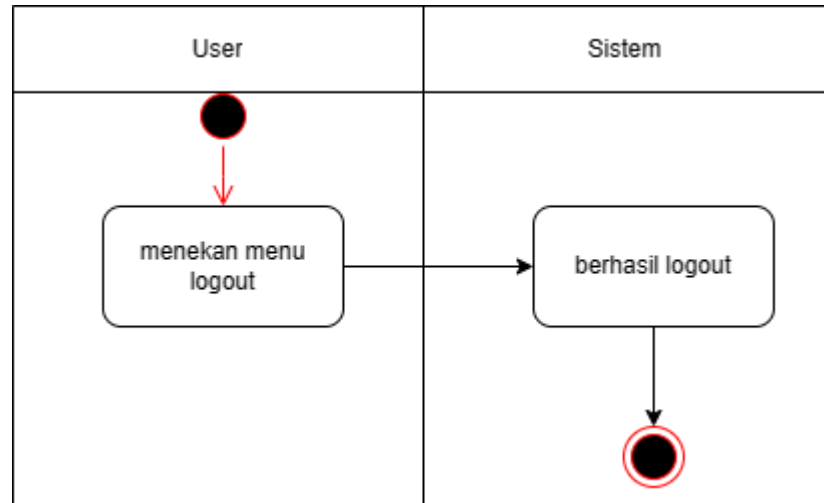 User
Sistem
menekan menu
logout
berhasil logout